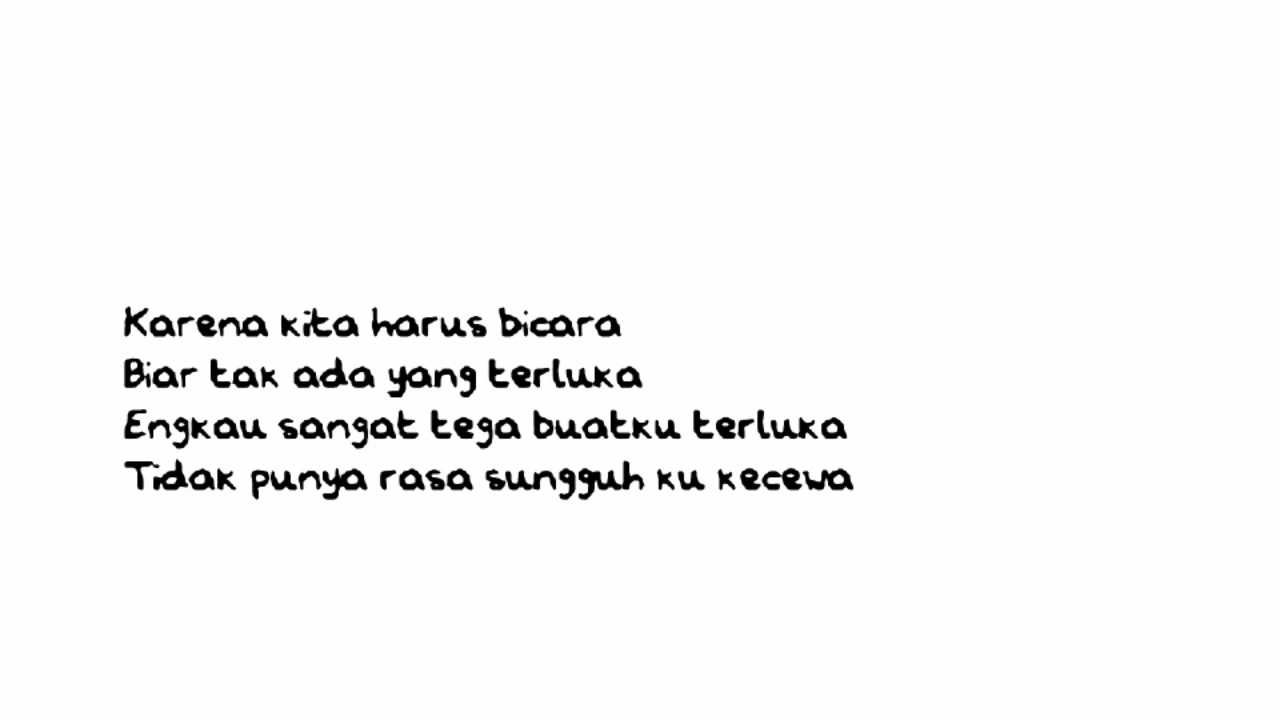 Karena kita harus bicara
Biar tak ada yang terluka
Engkau sangat tega buatku terluka
Tidak punya rasa sungguh ku kecewa